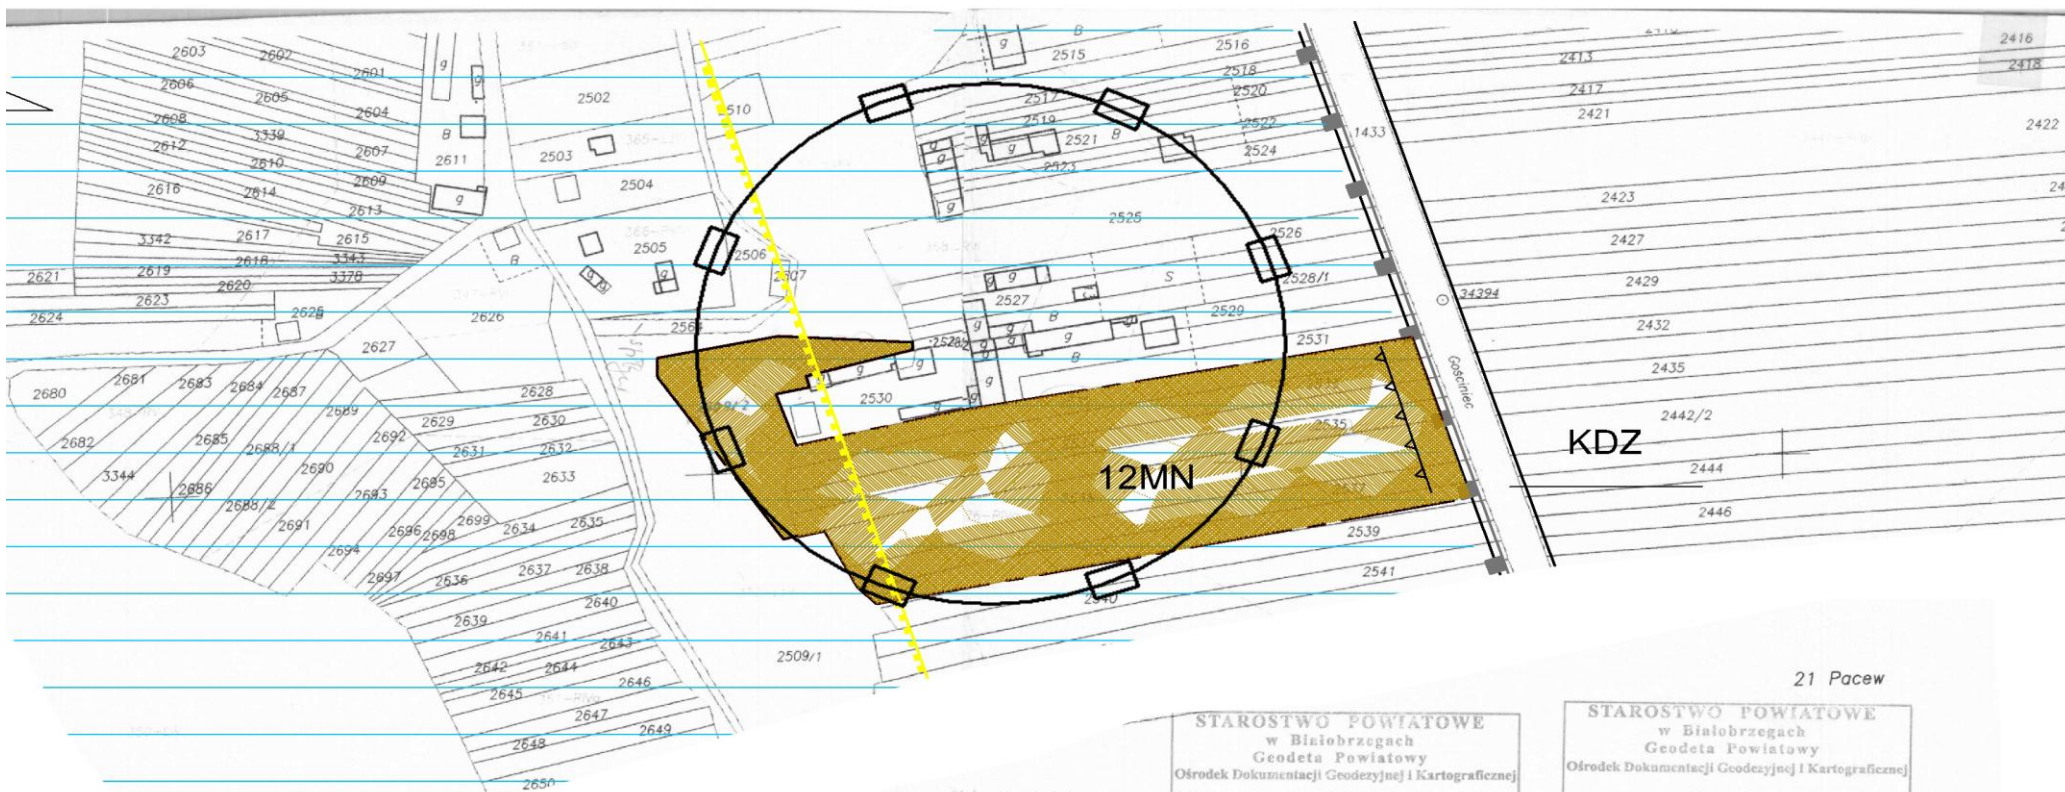 2603
2602
2601
2606
2605
2604
2608
3339
2607
2612
2610
2609
2616
2614
2613
3342
2617
2615
2618
3343
2621
2619
2620
3378
2623
2625
2624
g
g
B
2611
g
B
B
2502
2503
2504
2505
g
g
2506
2507
2510
2564
2626
2627
g
B
2515
2516
2518
2520
2517
2519
2521
B
2522
2524
2523
g
g
g
g
2525
2526
2528/1
g
2527
B
S
2529
g
g
g
g
g
g
g
B
2531
g
g
2530
g
g
2535
12MN
2539
2541
2540
2509/1
1433
34394
Gościniec
KDZ
2413
2416
2418
2417
2421
2422
2423
2427
2429
2432
2435
2442/2
2444
2446
2680
2681
2683
2684
2687
2689
2682
2685
2688/1
2692
2690
3344
2686
2688/2
2693
2695
2691
2696
2698
2699
2694
2697
2628
2629
2630
2631
2632
2633
2634
2635
2636
2637
2638
2640
2639
2641
2643
2642
2644
2645
2646
2647
2648
2649
2650
21 Pacew
STAROSTWO POWIATOWE
w Białobrzegach
Geodeta Powiatowy
Ośrodek Dokumentacji Geodezyjnej i Kartograficznej
STAROSTWO POWIATOWE
w Białobrzegach
Geodeta Powiatowy
Ośrodek Dokumentacji Geodezyjnej i Kartograficznej